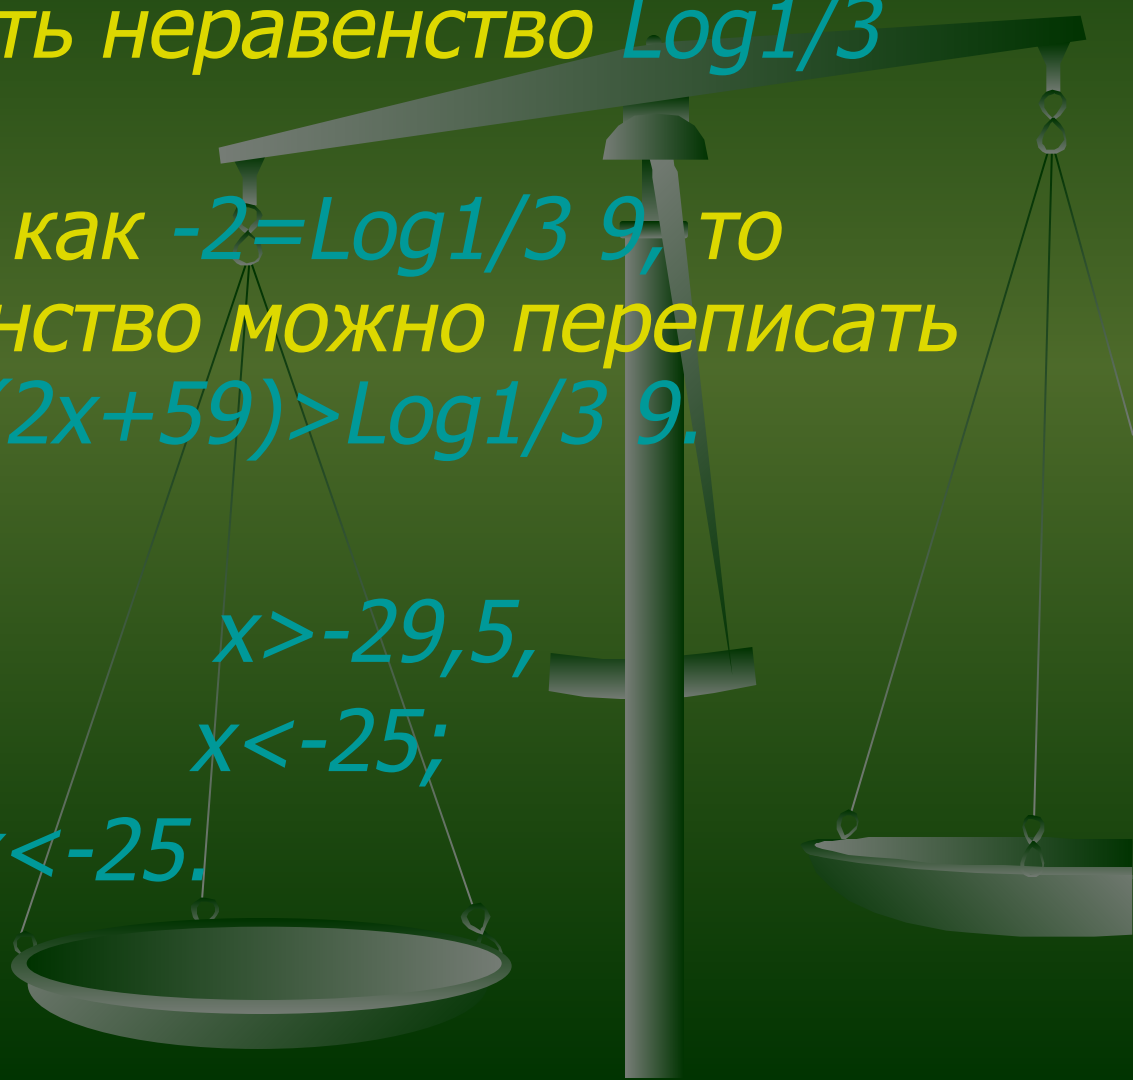 ть неравенство Log1/3
как -2=Log1/3 9, то
нство можно переписать
(2x+59)>Log1/3 9.
x>-29,5,
x<-25;
<-25.